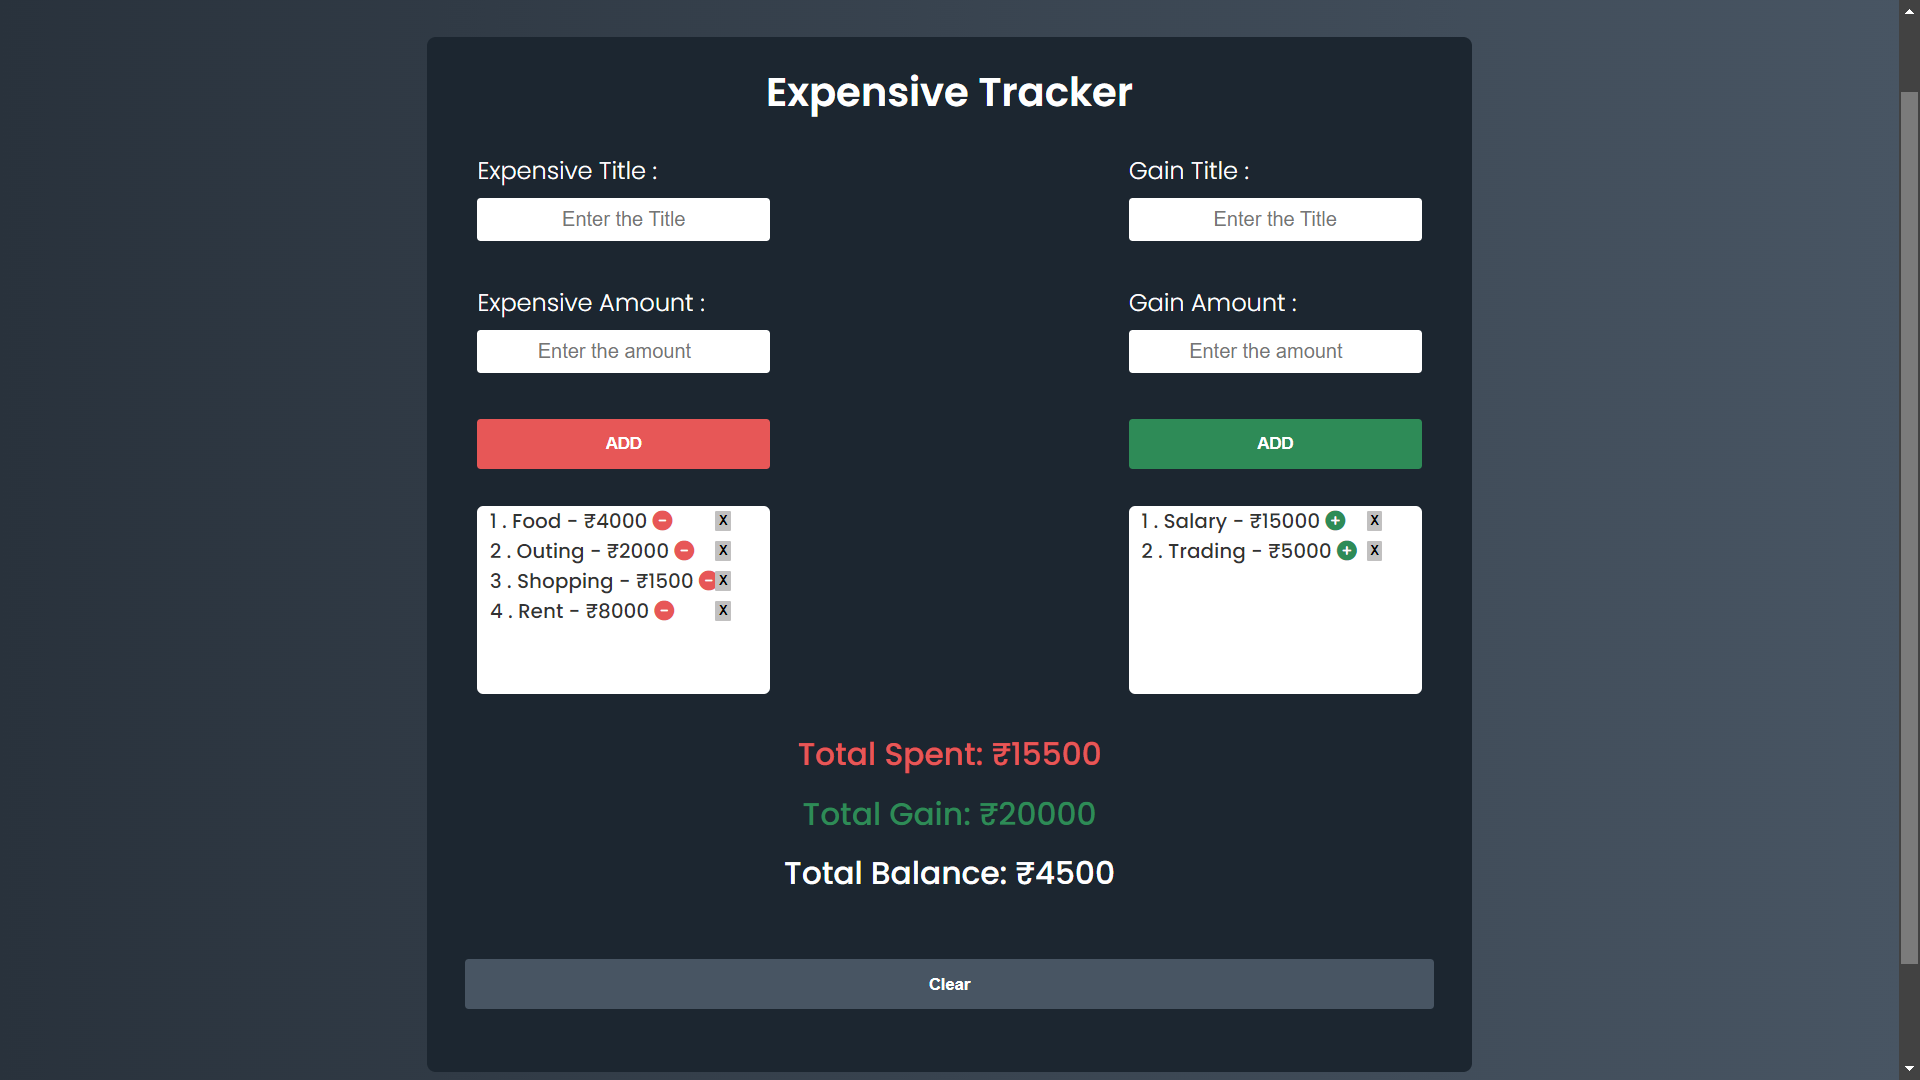 Expensive Tracker
Expensive Title :
Enter the Title
Expensive Amount :
Enter the amount
ADD
1 . Food - ₹4000 X
2 . Outing - ₹2000 X
3 . Shopping - ₹1500 X
4 . Rent - ₹8000 X
Gain Title :
Enter the Title
Gain Amount :
Enter the amount
ADD
1 . Salary - ₹15000 X
2 . Trading - ₹5000 X
Total Spent: ₹15500
Total Gain: ₹20000
Total Balance: ₹4500
Clear